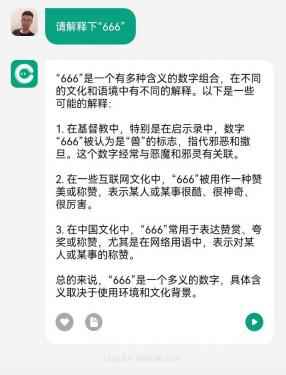 请解释下“666”
“666”是一个有多种含义的数字组合，在不同
的文化和语境中有不同的解释。以下是一些
可能的解释：
1. 在基督教中，特别是在启示录中，数字
“666”被认为是“兽”的标志，指代邪恶和撒
旦。这个数字经常与恶魔和邪灵有关联。
2. 在一些互联网文化中，“666”被用作一种赞
美或称赞，表示某人或某事很酷、很神奇、
很厉害。
3. 在中国文化中，“666”常用于表达赞赏、夸
奖或称赞，尤其是在网络用语中，表示对某
人或某事的称赞。
总的来说，“666”是一个多义的数字，具体含
义取决于使用环境和文化背景。